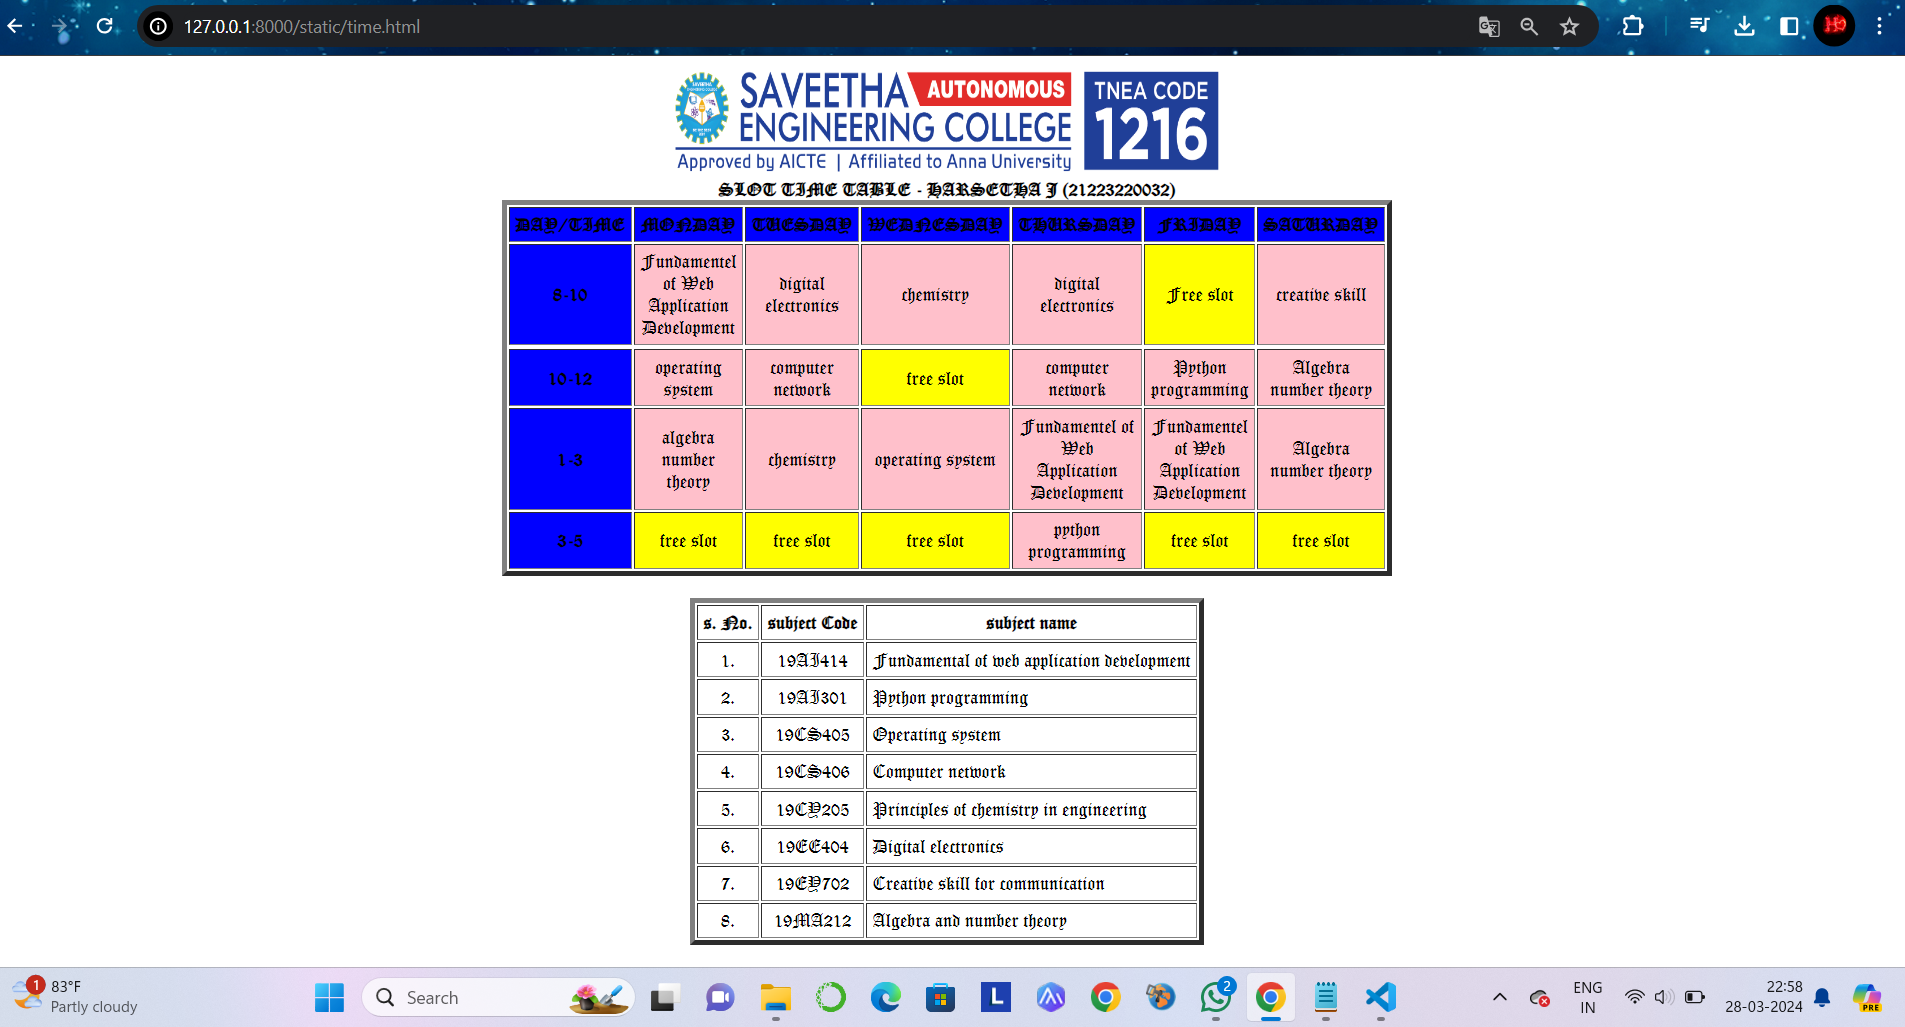 127.0.0.1:8000/static/time.html
SAVEETHA AUTONOMOUS
ENGINEERING COLLEGE
Approved by AICTE | Affiliated to Anna University
TNEA CODE
1216
SLOT TIME TABLE - HARSETHA J (21223220032)
DAY/TIME MONDAY TUESDAY WEDNESDAY THURSDAY FRIDAY SATURDAY
8-10
Fundamentel
of Web
Application
Development
digital
electronics
chemistry
digital
electronics
Free slot
creative skill
10-12
operating
system
computer
network
free slot
computer
network
Python
programming
Algebra
number theory
1-3
algebra
number
theory
chemistry
operating system
Fundamentel of
Web
Application
Development
Fundamentel
of Web
Application
Development
Algebra
number theory
3-5
free slot
free slot
free slot
python
programming
free slot
free slot
s. No. subject Code subject name
1. 19AI414 Fundamental of web application development
2. 19AI301 Python programming
3. 19CS405 Operating system
4. 19CS406 Computer network
5. 19CY205 Principles of chemistry in engineering
6. 19EE404 Digital electronics
7. 19EY702 Creative skill for communication
8. 19MA212 Algebra and number theory
1
83°F
Partly cloudy
Search
L
2
ENG
IN
22:58
28-03-2024
PRE